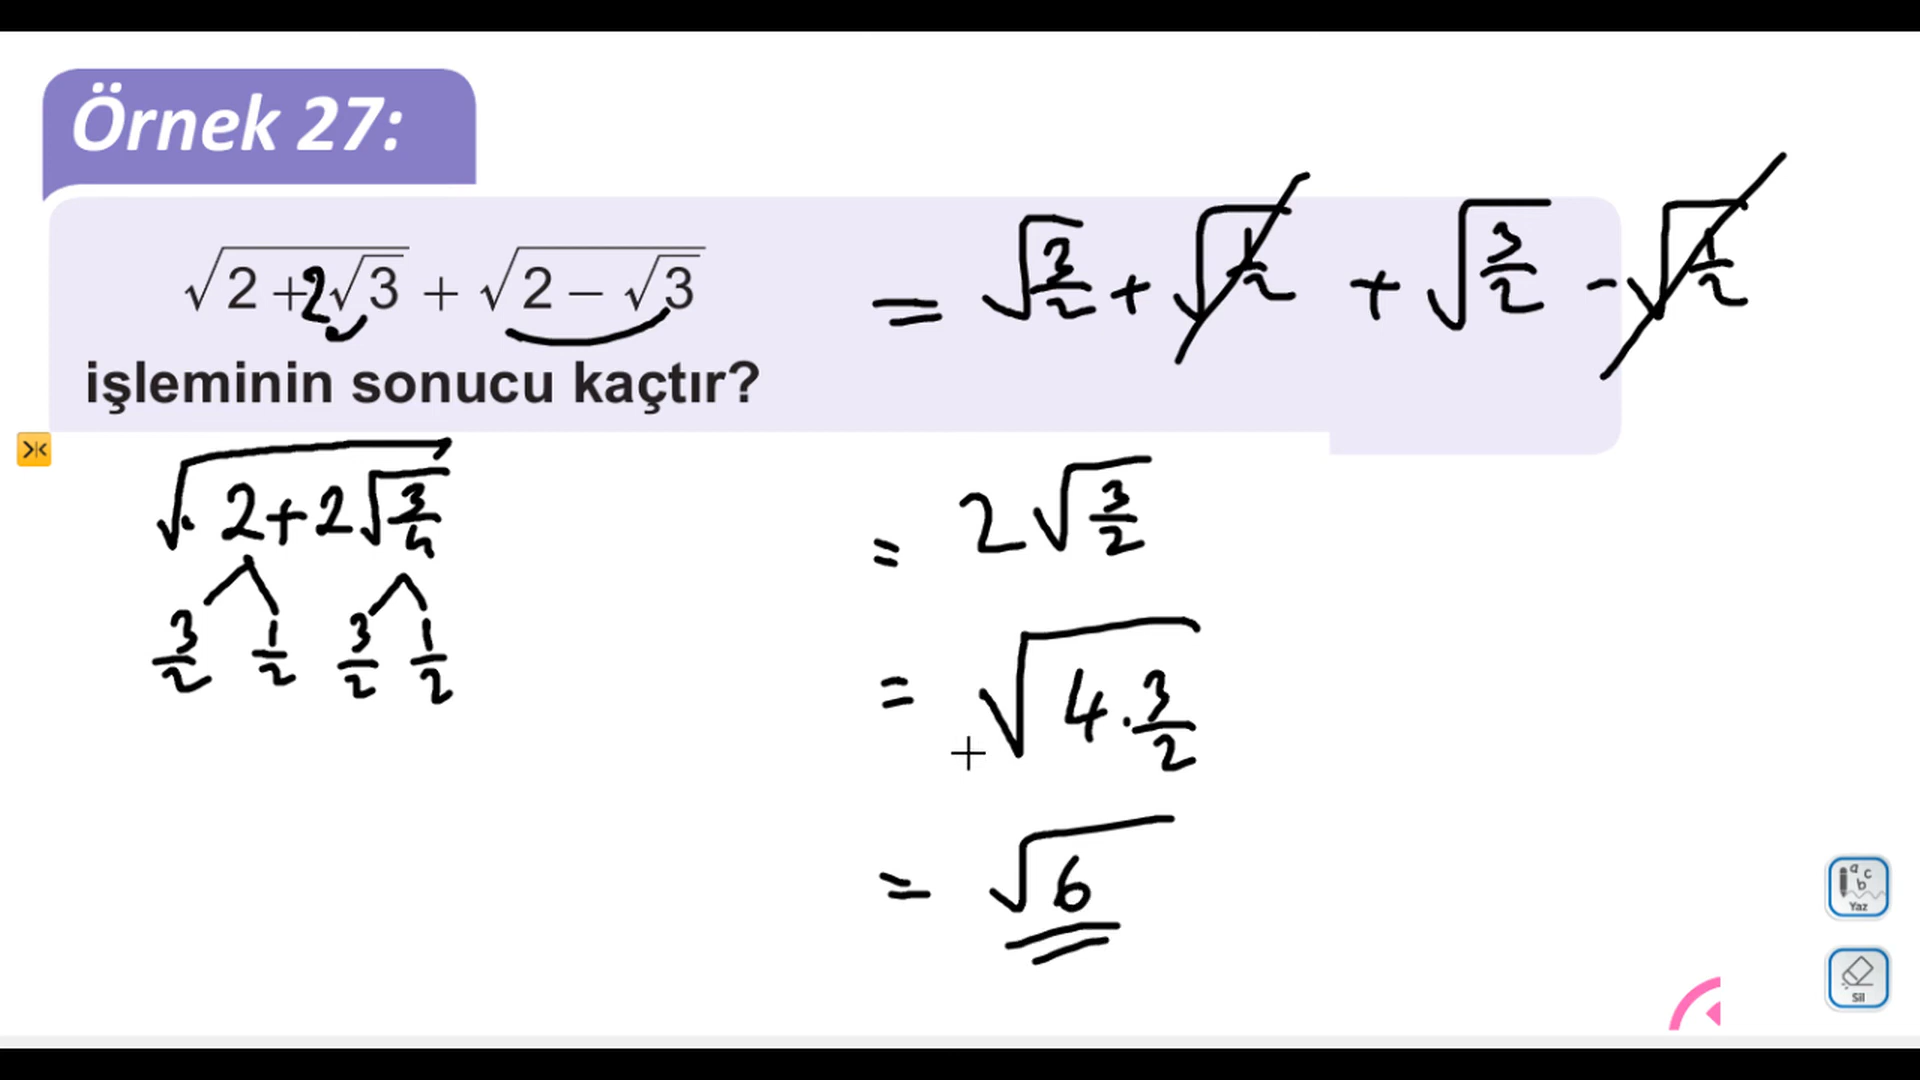 Örnek 27:
√(2 + 2√3) + √(2 − √3)
işleminin sonucu kaçtır?
= √(3/2) + √(1/2) + √(3/2) - √(1/2)
√(2+2√(3/4))
3/2 1/2 3/2 1/2
= 2√(3/2)
= √(4·3/2)
= √6
a b c
Yaz
Sil